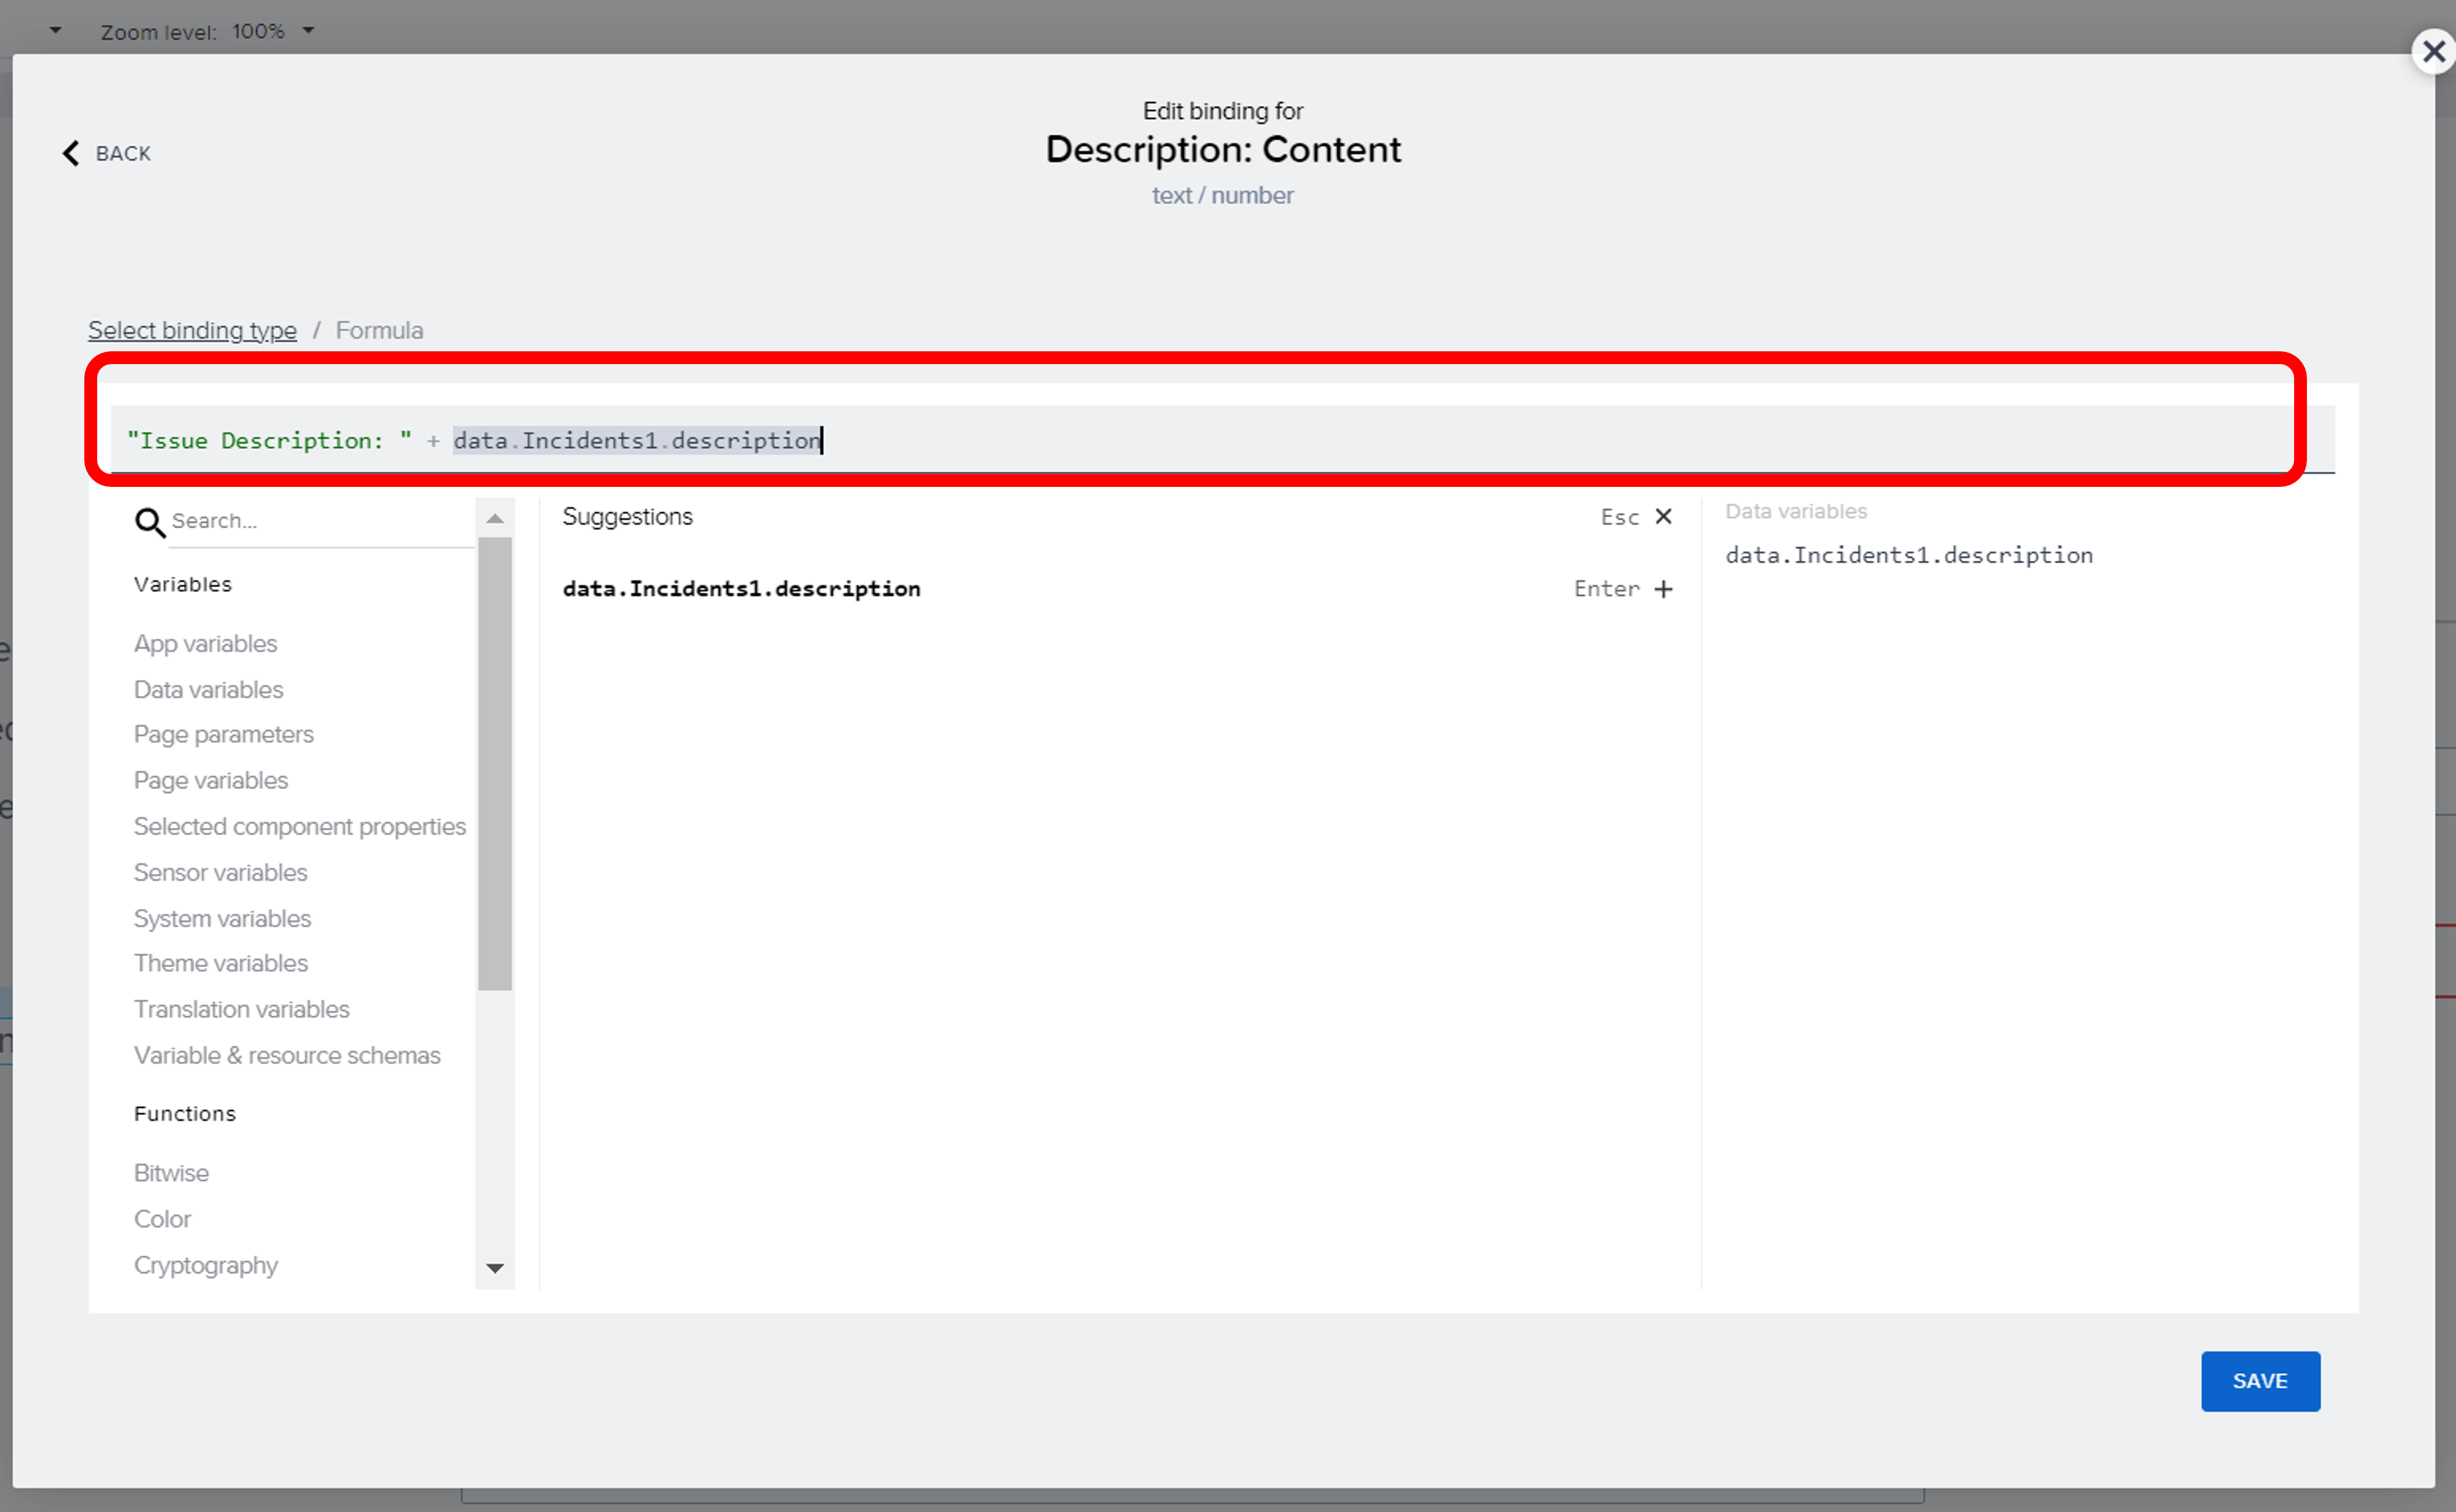 Zoom level: 100%
Edit binding for
Description: Content
text / number
BACK
Select binding type / Formula
"Issue Description: " + data.Incidents1.description
Search...
Variables
App variables
Data variables
Page parameters
Page variables
Selected component properties
Sensor variables
System variables
Theme variables
Translation variables
Variable & resource schemas
Functions
Bitwise
Color
Cryptography
Suggestions
Esc ✕
data.Incidents1.description
Enter +
Data variables
data.Incidents1.description
SAVE